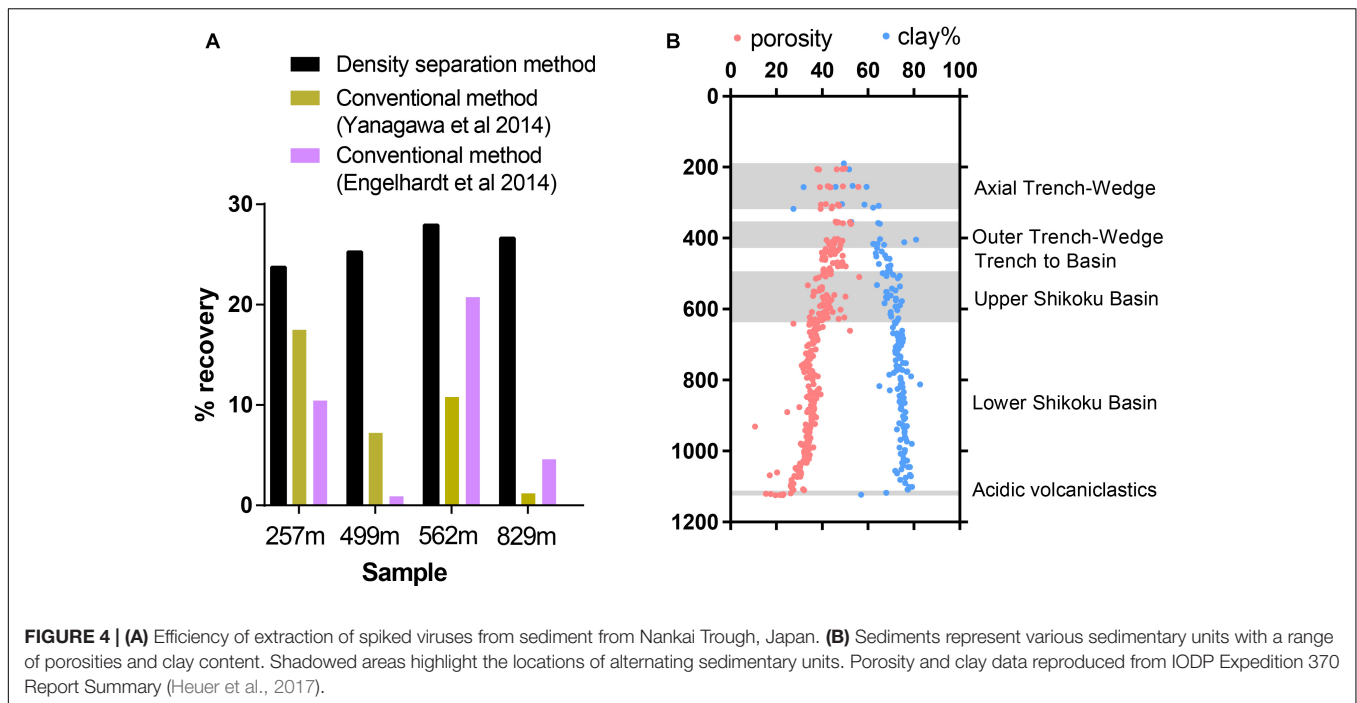 A
Density separation method
Conventional method
(Yanagawa et al 2014)
Conventional method
(Engelhardt et al 2014)
30
20
10
0
% recovery
257m 499m 562m 829m
Sample
B
porosity clay%
0 20 40 60 80 100
0
200
400
600
800
1000
1200
Axial Trench-Wedge
Outer Trench-Wedge
Trench to Basin
Upper Shikoku Basin
Lower Shikoku Basin
Acidic volcaniclastics
FIGURE 4 | (A) Efficiency of extraction of spiked viruses from sediment from Nankai Trough, Japan. (B) Sediments represent various sedimentary units with a range
of porosities and clay content. Shadowed areas highlight the locations of alternating sedimentary units. Porosity and clay data reproduced from IODP Expedition 370
Report Summary (Heuer et al., 2017).